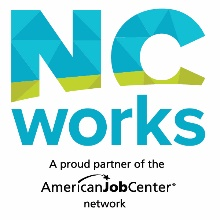 NC
works
A proud partner of the
AmericanJobCenter®
network